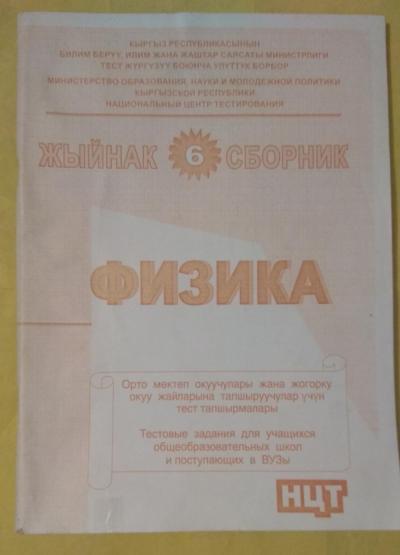 КЫРГЫЗ РЕСПУБЛИКАСЫНЫН
БИЛИМ БЕРҮҮ, ИЛИМ ЖАНА ЖАШТАР САЯСАТЫ МИНИСТРЛИГИ
ТЕСТ ЖҮРГҮЗҮҮ БОЮНЧА УЛУТТУК БОРБОР
МИНИСТЕРСТВО ОБРАЗОВАНИЯ, НАУКИ И МОЛОДЕЖНОЙ ПОЛИТИКИ
КЫРГЫЗСКОЙ РЕСПУБЛИКИ
НАЦИОНАЛЬНЫЙ ЦЕНТР ТЕСТИРОВАНИЯ
ЖЫЙНАК 6 СБОРНИК
ФИЗИКА
Орто мектеп окуучулары жана жогорку
окуу жайларына тапшыруучулар үчүн
тест тапшырмалары
Тестовые задания для учащихся
общеобразовательных школ
и поступающих в ВУЗы
НЦТ